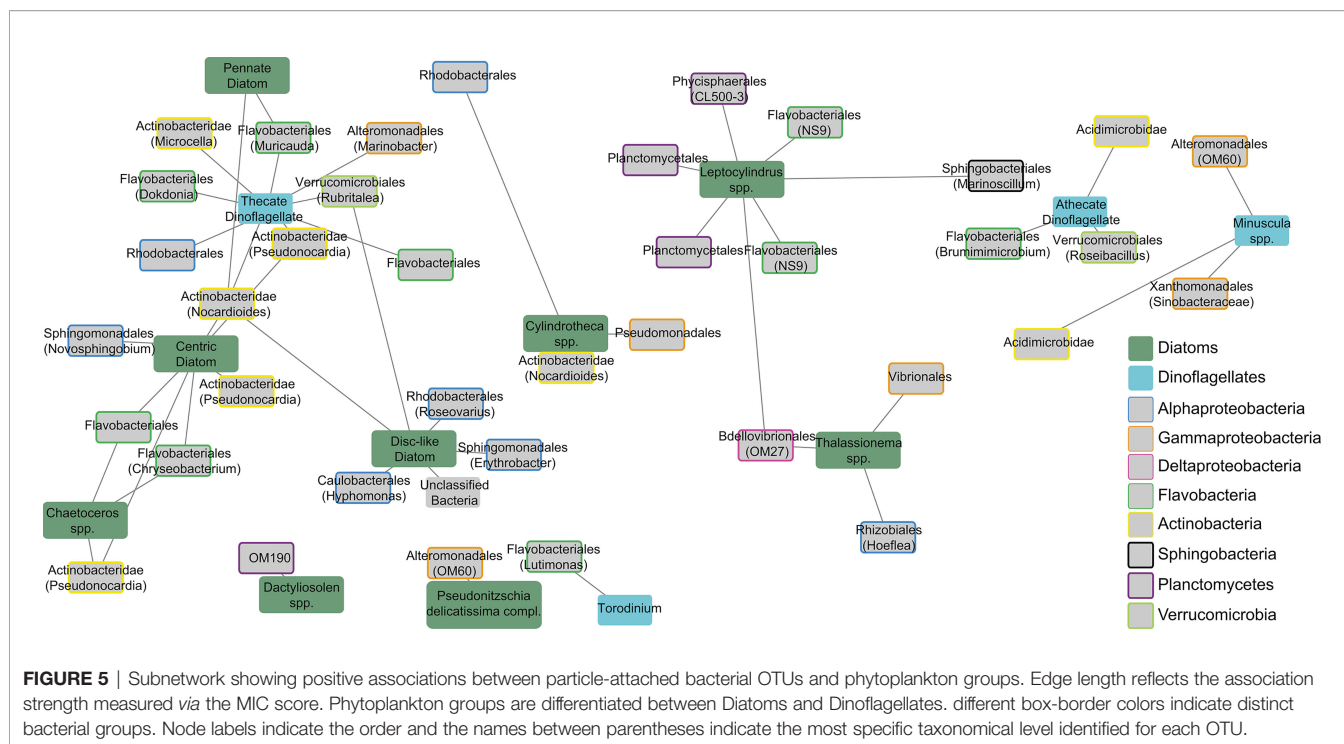 Pennate
Diatom
Actinobacteridae
(Microcella)
Flavobacteriales
(Muricauda)
Alteromonadales
(Marinobacter)
Flavobacteriales
(Dokdonia)
Verrucomicrobiales
(Rubritalea)
Thecate
Dinoflagellate
Actinobacteridae
(Pseudonocardia)
Rhodobacterales
Flavobacteriales
Actinobacteridae
(Nocardioides)
Sphingomonadales
(Novosphingobium)
Centric
Diatom
Actinobacteridae
(Pseudonocardia)
Flavobacteriales
Flavobacteriales
(Chryseobacterium)
Chaetoceros
spp.
Actinobacteridae
(Pseudonocardia)
Rhodobacterales
Cylindrotheca
spp.
Pseudomonadales
Actinobacteridae
(Nocardioides)
Rhodobacterales
(Roseovarius)
Disc-like
Diatom
Sphingomonadales
(Erythrobacter)
Caulobacterales
(Hyphomonas)
Unclassified
Bacteria
OM190
Dactyliosolen
spp.
Alteromonadales
(OM60)
Pseudonitzschia
delicatissima compl.
Flavobacteriales
(Lutimonas)
Torodinium
Phycisphaerales
(CL500-3)
Flavobacteriales
(NS9)
Planctomycetales
Leptocylindrus
spp.
Planctomycetales
Flavobacteriales
(NS9)
Sphingobacteriales
(Marinoscillum)
Bdellovibrionales
(OM27)
Thalassionema
spp.
Vibrionales
Rhizobiales
(Hoeflea)
Acidimicrobidae
Athecate
Dinoflagellate
Flavobacteriales
(Brumimimicrobium)
Verrucomicrobiales
(Roseibacillus)
Alteromonadales
(OM60)
Minuscula
spp.
Xanthomonadales
(Sinobacteraceae)
Acidimicrobidae
Diatoms
Dinoflagellates
Alphaproteobacteria
Gammaproteobacteria
Deltaproteobacteria
Flavobacteria
Actinobacteria
Sphingobacteria
Planctomycetes
Verrucomicrobia
FIGURE 5 | Subnetwork showing positive associations between particle-attached bacterial OTUs and phytoplankton groups. Edge length reflects the association
strength measured via the MIC score. Phytoplankton groups are differentiated between Diatoms and Dinoflagellates. different box-border colors indicate distinct
bacterial groups. Node labels indicate the order and the names between parentheses indicate the most specific taxonomical level identified for each OTU.